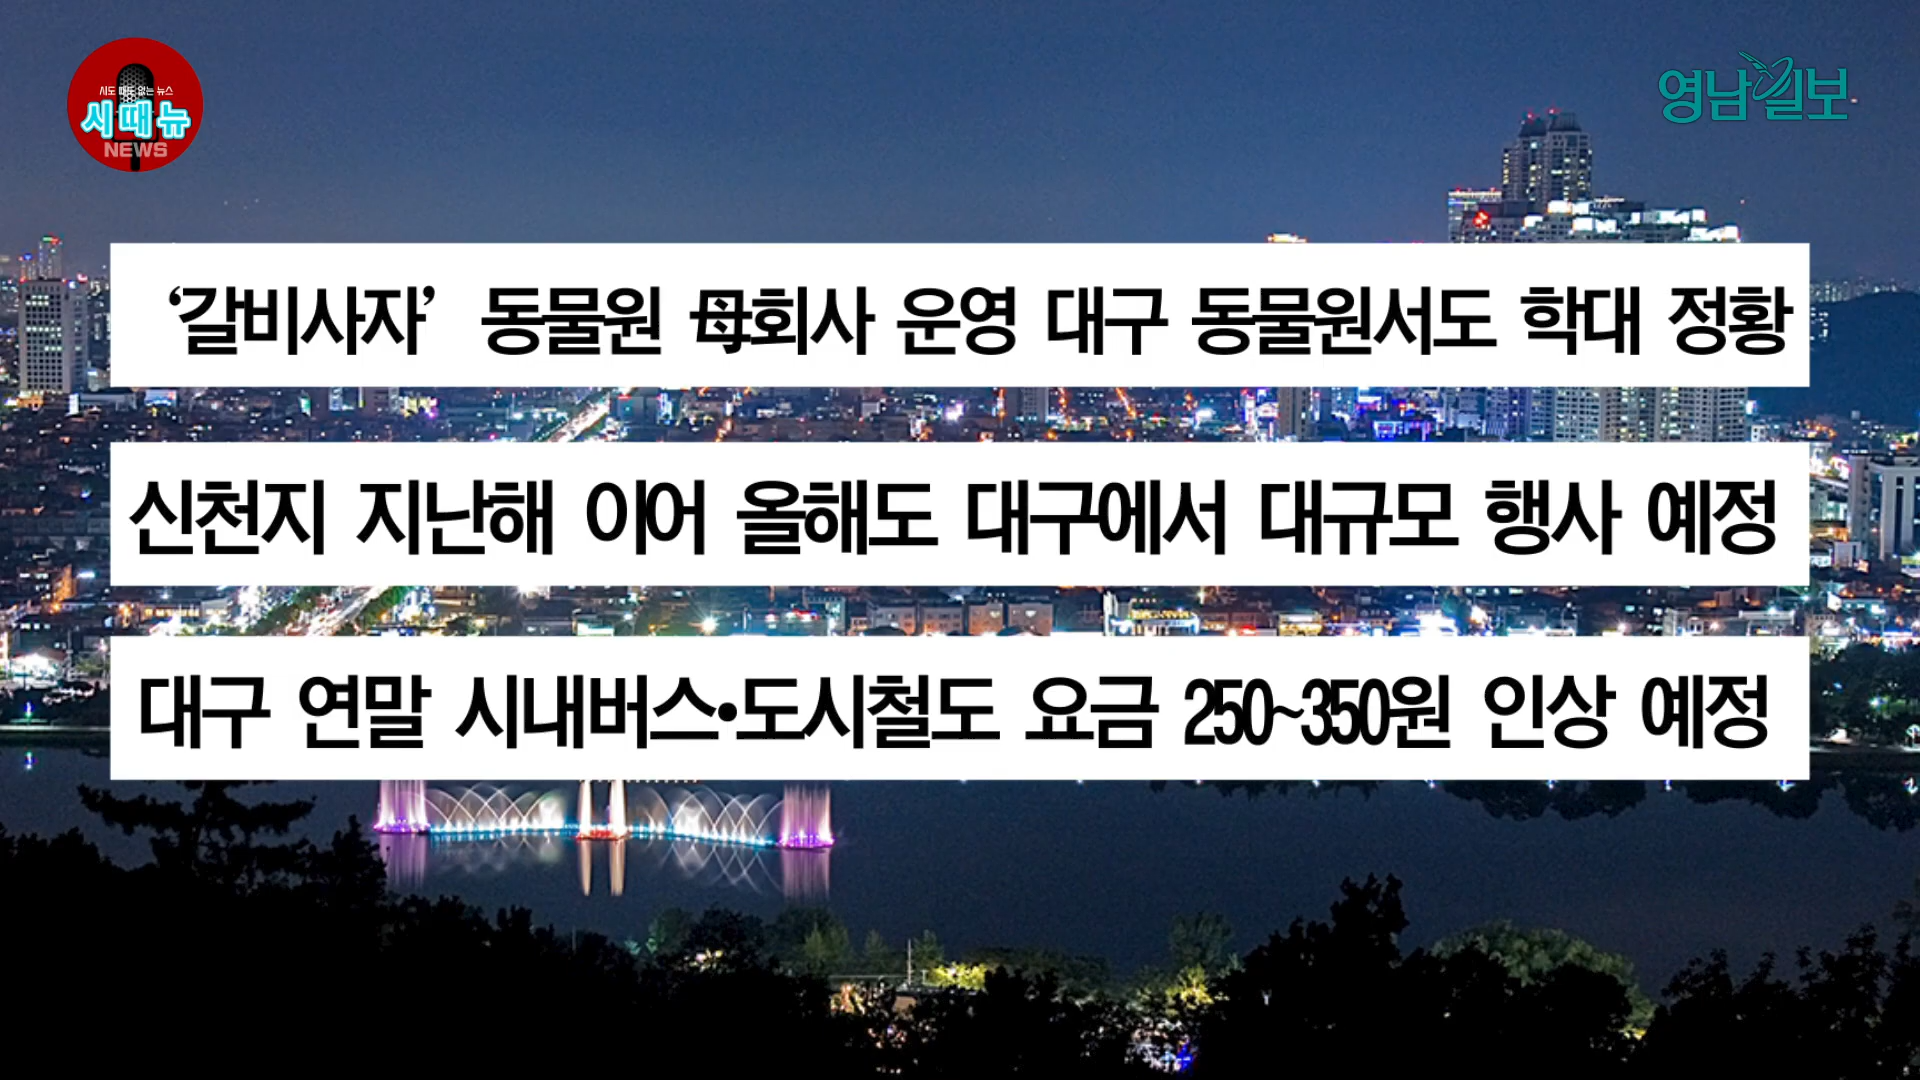 시도 때도 없는 뉴스
시때뉴
NEWS
영남일보
‘갈비사자’ 동물원 母회사 운영 대구 동물원서도 학대 정황
신천지 지난해 이어 올해도 대구에서 대규모 행사 예정
대구 연말 시내버스•도시철도 요금 250~350원 인상 예정